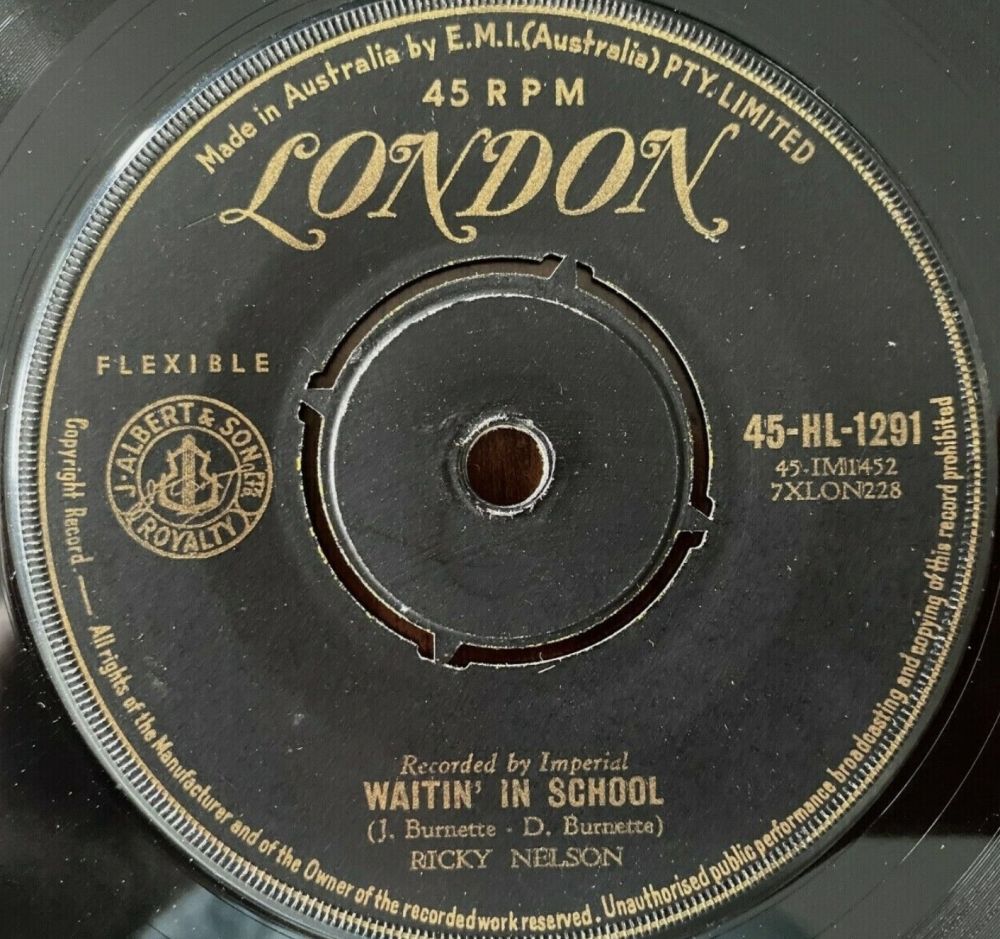 Made in Australia by E.M.I.(Australia) PTY. LIMITED
45 RPM
LONDON
FLEXIBLE
J. ALBERT & SON
ROYALTY
45-HL-1291
45-IM1452
7XLON228
Recorded by Imperial
WAITIN' IN SCHOOL
(J. Burnette - D. Burnette)
RICKY NELSON
Copyright Record — All rights of the Manufacturer and of the Owner of the recorded work reserved. Unauthorised public performance broadcasting and copying of this record prohibited